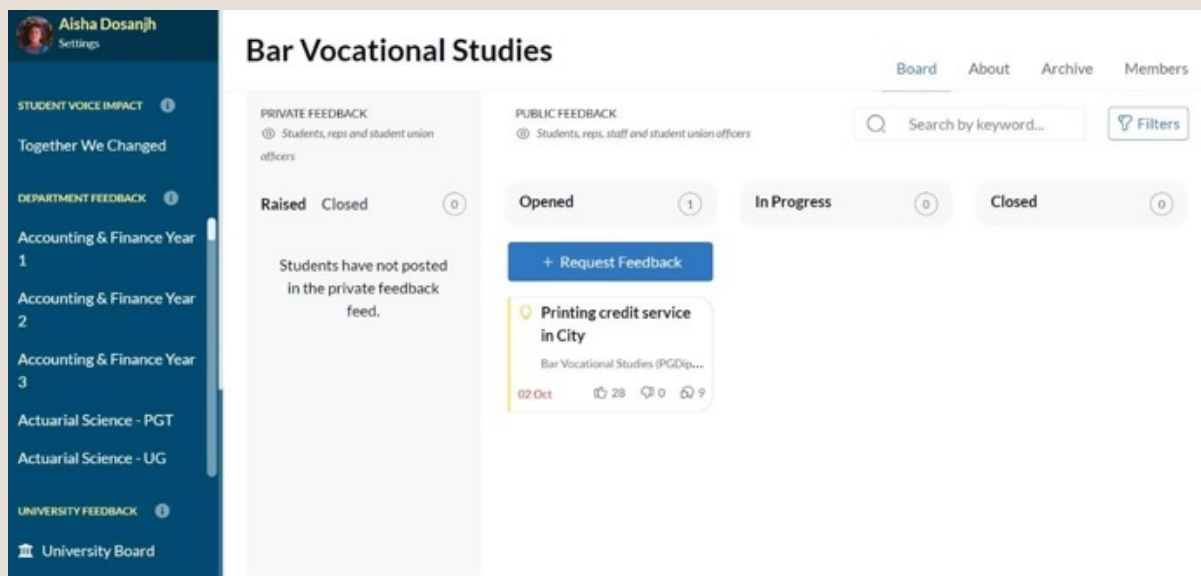 Aisha Dosanjh
Settings
STUDENT VOICE IMPACT
Together We Changed
DEPARTMENT FEEDBACK
Accounting & Finance Year
1
Accounting & Finance Year
2
Accounting & Finance Year
3
Actuarial Science - PGT
Actuarial Science - UG
UNIVERSITY FEEDBACK
University Board
Bar Vocational Studies
Board About Archive Members
PRIVATE FEEDBACK
Students, reps and student union
officers
Raised Closed 0
Students have not posted
in the private feedback
feed.
PUBLIC FEEDBACK
Students, reps, staff and student union officers
Search by keyword...
Filters
Opened 1
+ Request Feedback
Printing credit service
in City
Bar Vocational Studies (PGDip...
02 Oct 28 0 9
In Progress 0
Closed 0